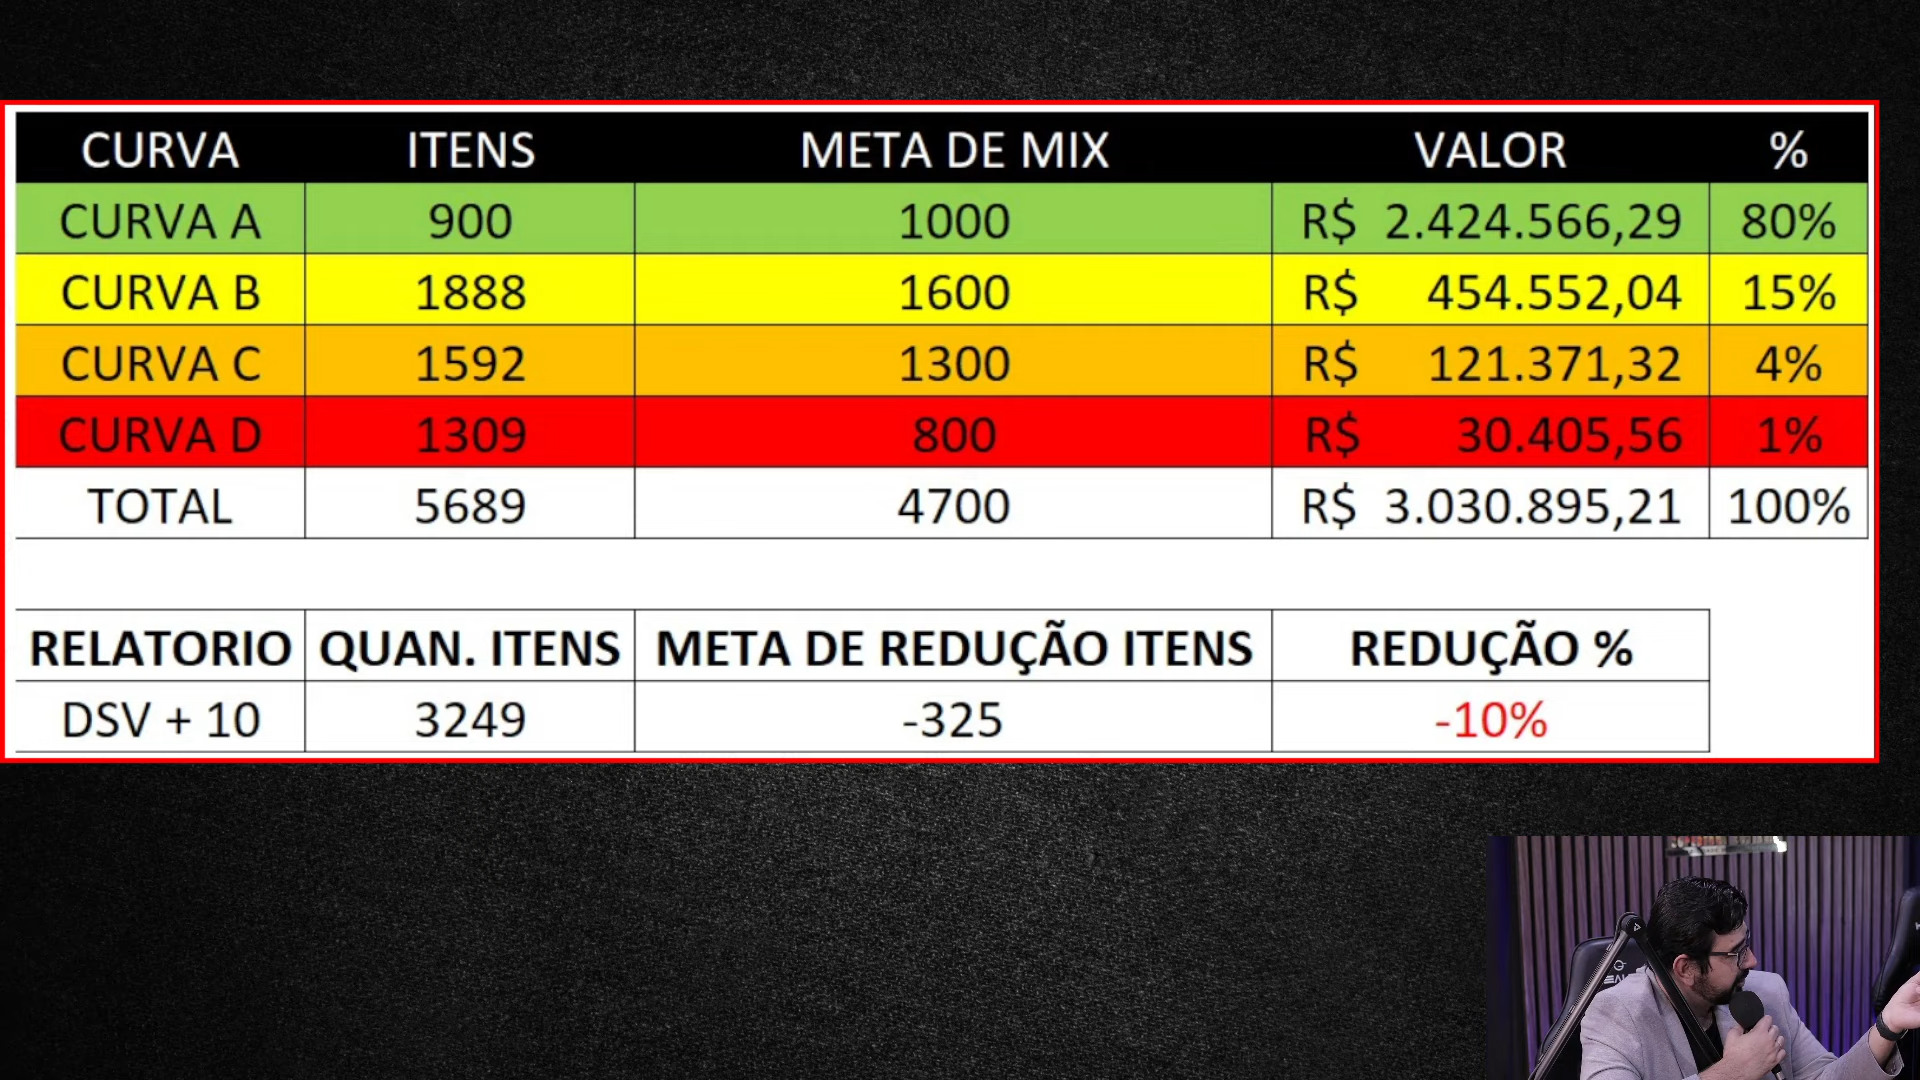 CURVA ITENS META DE MIX VALOR %
CURVA A 900 1000 R$ 2.424.566,29 80%
CURVA B 1888 1600 R$ 454.552,04 15%
CURVA C 1592 1300 R$ 121.371,32 4%
CURVA D 1309 800 R$ 30.405,56 1%
TOTAL 5689 4700 R$ 3.030.895,21 100%
RELATORIO QUAN. ITENS META DE REDUÇÃO ITENS REDUÇÃO %
DSV + 10 3249 -325 -10%